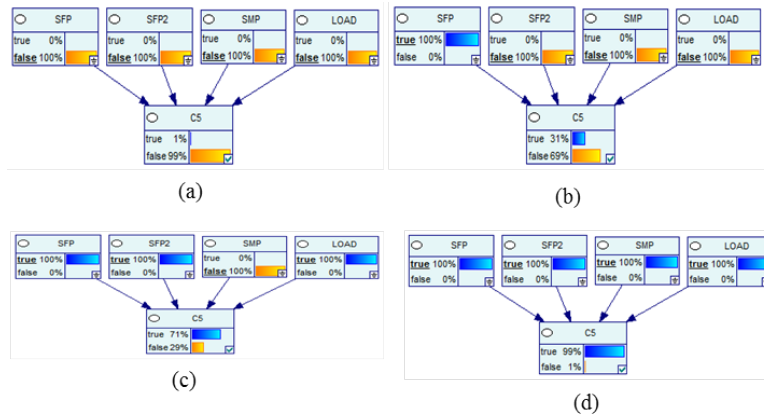 SFP SFP2 SMP LOAD
true 0% true 0% true 0% true 0%
false 100% false 100% false 100% false 100%
C5
true 1%
false 99%
(a)
SFP SFP2 SMP LOAD
true 100% true 0% true 0% true 0%
false 0% false 100% false 100% false 100%
C5
true 31%
false 69%
(b)
SFP SFP2 SMP LOAD
true 100% true 100% true 0% true 100%
false 0% false 0% false 100% false 0%
C5
true 71%
false 29%
(c)
SFP SFP2 SMP LOAD
true 100% true 100% true 100% true 100%
false 0% false 0% false 0% false 0%
C5
true 99%
false 1%
(d)